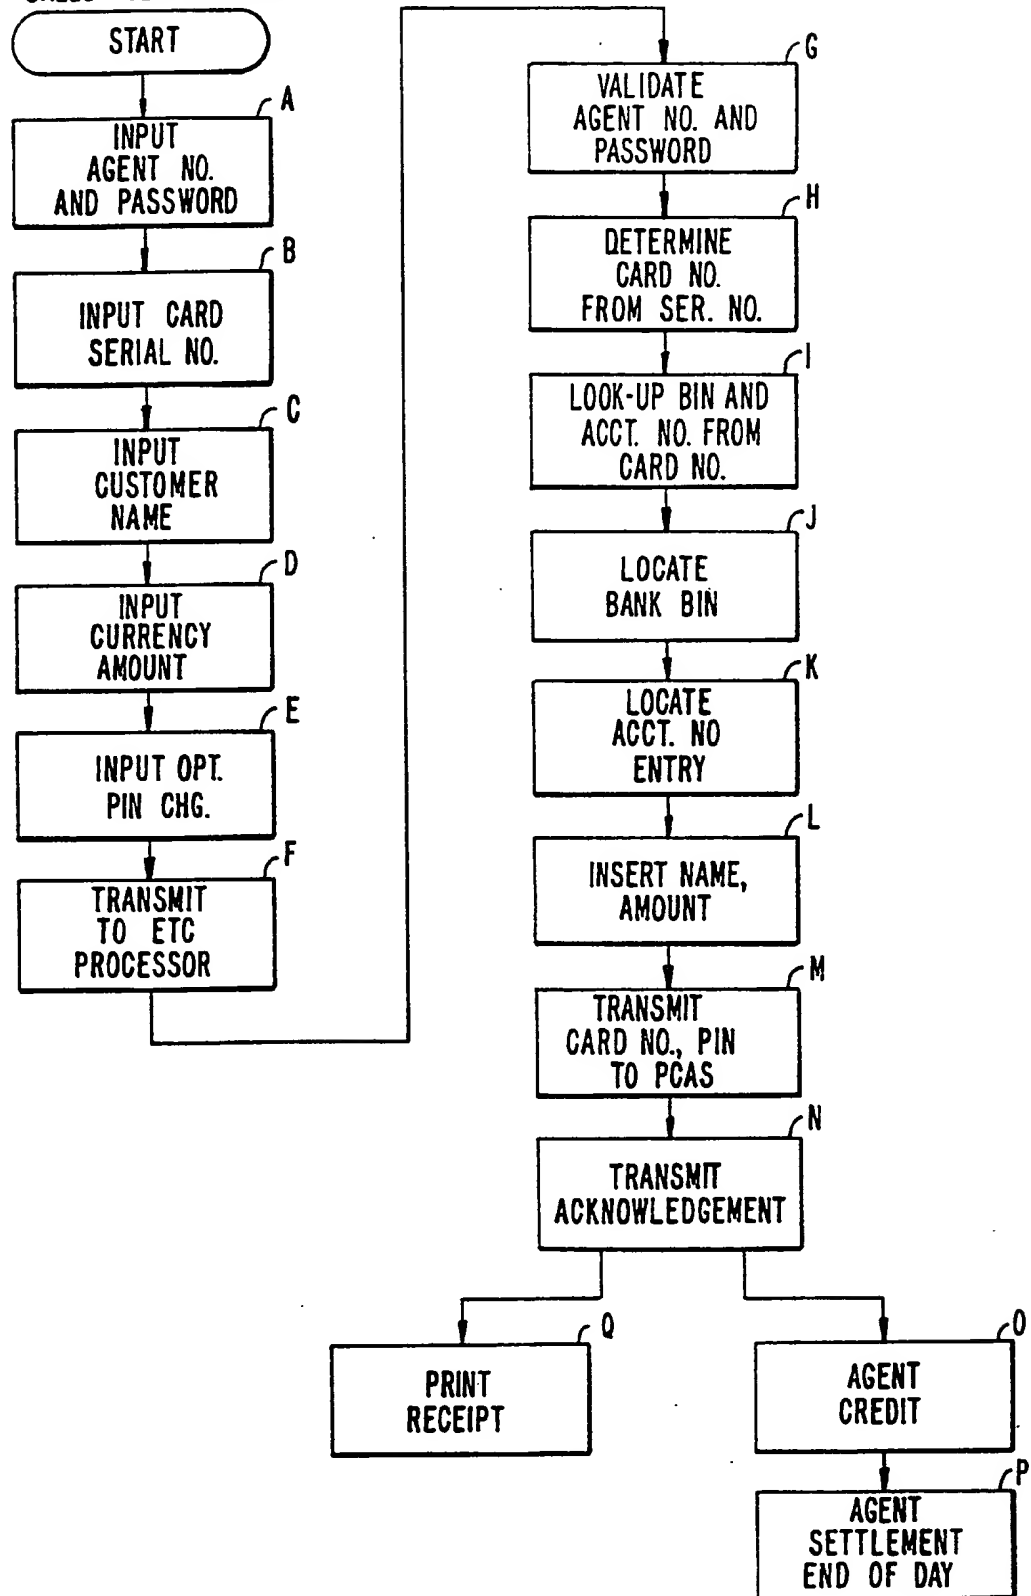 START
A
INPUT
AGENT NO.
AND PASSWORD
B
INPUT CARD
SERIAL NO.
C
INPUT
CUSTOMER
NAME
D
INPUT
CURRENCY
AMOUNT
E
INPUT OPT.
PIN CHG.
F
TRANSMIT
TO ETC
PROCESSOR
G
VALIDATE
AGENT NO. AND
PASSWORD
H
DETERMINE
CARD NO.
FROM SER. NO.
I
LOOK-UP BIN AND
ACCT. NO. FROM
CARD NO.
J
LOCATE
BANK BIN
K
LOCATE
ACCT. NO
ENTRY
L
INSERT NAME,
AMOUNT
M
TRANSMIT
CARD NO., PIN
TO PCAS
N
TRANSMIT
ACKNOWLEDGEMENT
Q
PRINT
RECEIPT
O
AGENT
CREDIT
P
AGENT
SETTLEMENT
END OF DAY